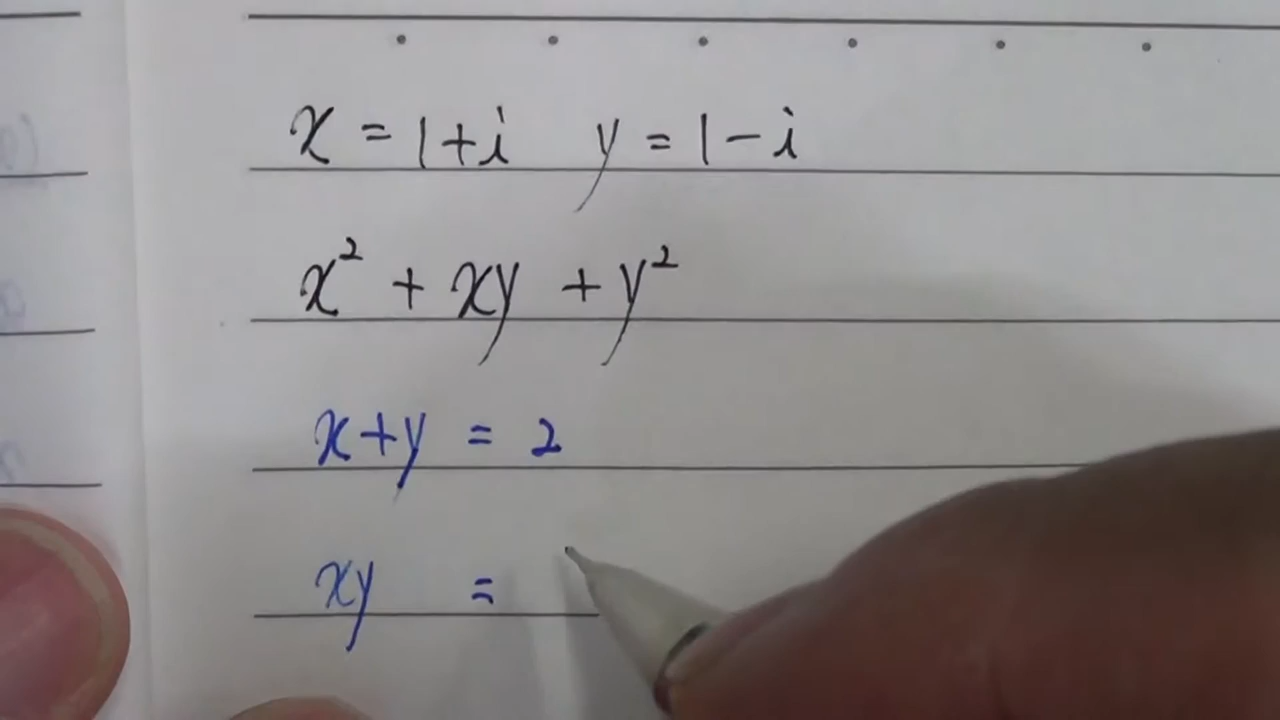 x = 1+i y = 1-i
x² + xy + y²
x+y = 2
xy =